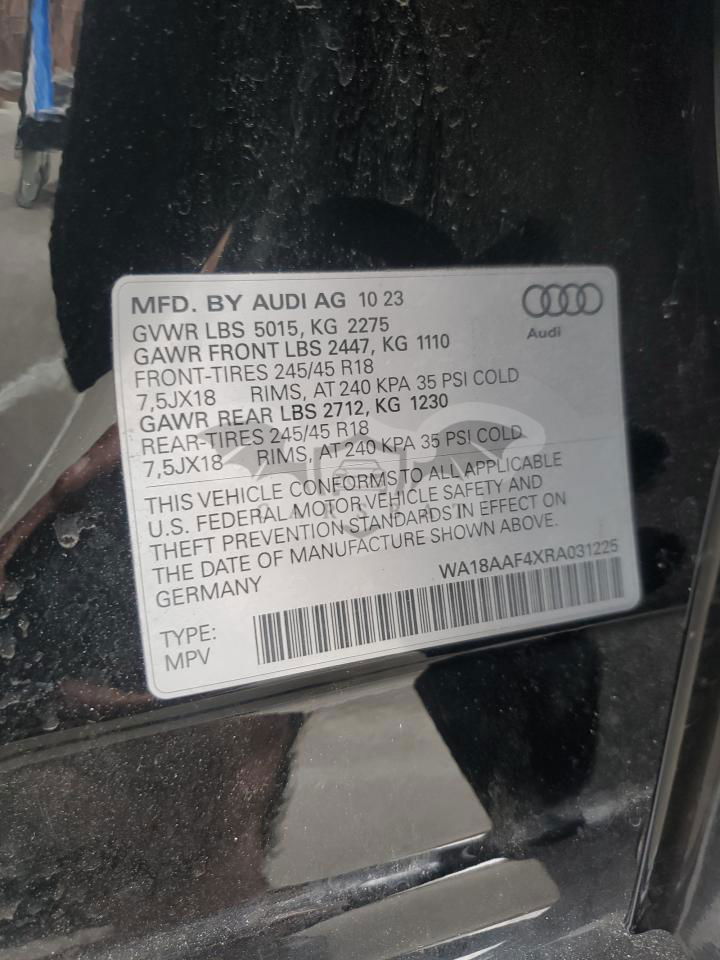 MFD. BY AUDI AG 10 23
Audi
GVWR LBS 5015, KG 2275
GAWR FRONT LBS 2447, KG 1110
FRONT-TIRES 245/45 R18
7,5JX18 RIMS, AT 240 KPA 35 PSI COLD
GAWR REAR LBS 2712, KG 1230
REAR-TIRES 245/45 R18
7,5JX18 RIMS, AT 240 KPA 35 PSI COLD
THIS VEHICLE CONFORMS TO ALL APPLICABLE
U.S. FEDERAL MOTOR VEHICLE SAFETY AND
THEFT PREVENTION STANDARDS IN EFFECT ON
THE DATE OF MANUFACTURE SHOWN ABOVE.
GERMANY WA18AAF4XRA031225
TYPE:
MPV